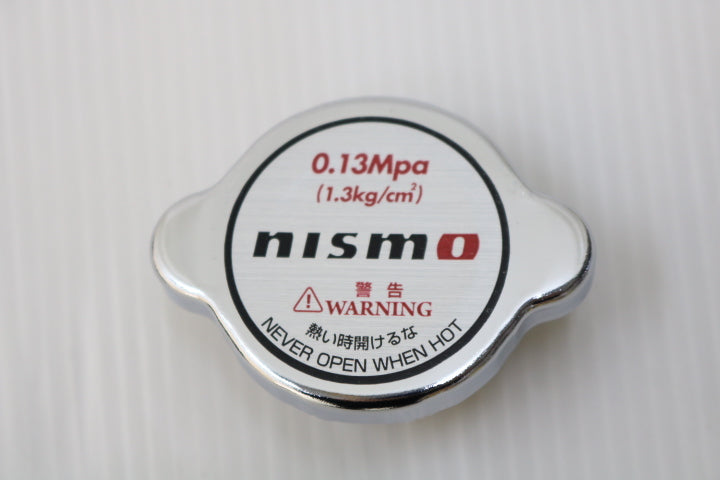 0.13Mpa
(1.3kg/cm²)
nismo
警告
WARNING
熱い時開けるな
NEVER OPEN WHEN HOT